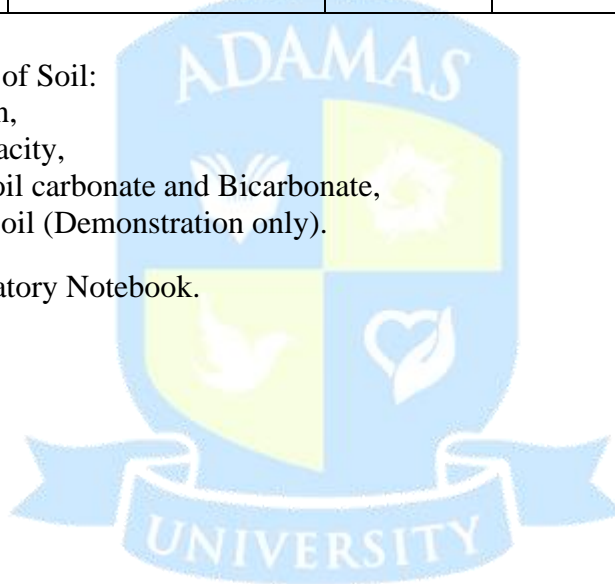 of Soil:
n,
acity,
oil carbonate and Bicarbonate,
oil (Demonstration only).
atory Notebook.
ADAMAS
UNIVERSITY